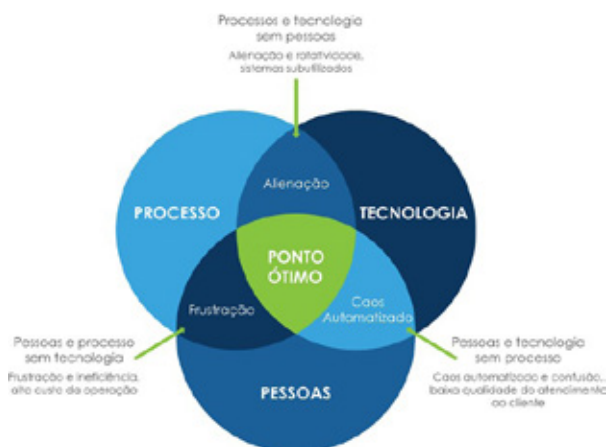 Processos e tecnologia
sem pessoas
Alienação e rotatividade,
sistemas subutilizados
Alienação
PROCESSO
TECNOLOGIA
PONTO
ÓTIMO
Frustração
Caos
Automatizado
Pessoas e processo
sem tecnologia
Frustração e ineficiência,
alto custo da operação
Pessoas e tecnologia
sem processo
Caos automatizado e confusão,
baixa qualidade do atendimento
ao cliente
PESSOAS